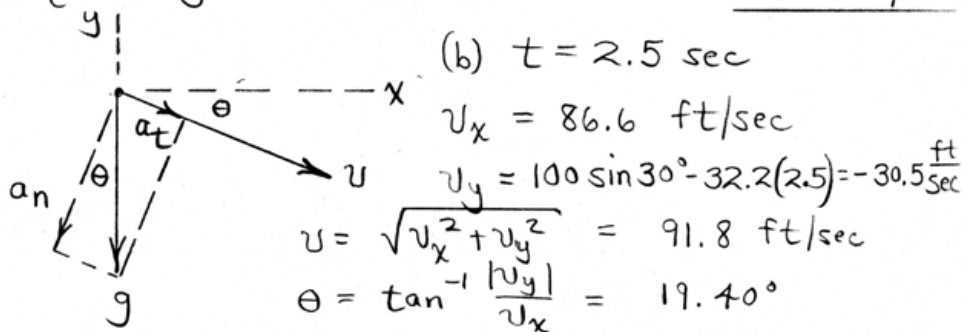 y
(b) t = 2.5 sec
x
θ
a_t
v_x = 86.6 ft/sec
θ
v
a_n
v_y = 100 sin 30° - 32.2(2.5) = -30.5 ft/sec
v = √(v_x² + v_y²) = 91.8 ft/sec
g
θ = tan⁻¹ |v_y|/v_x = 19.40°